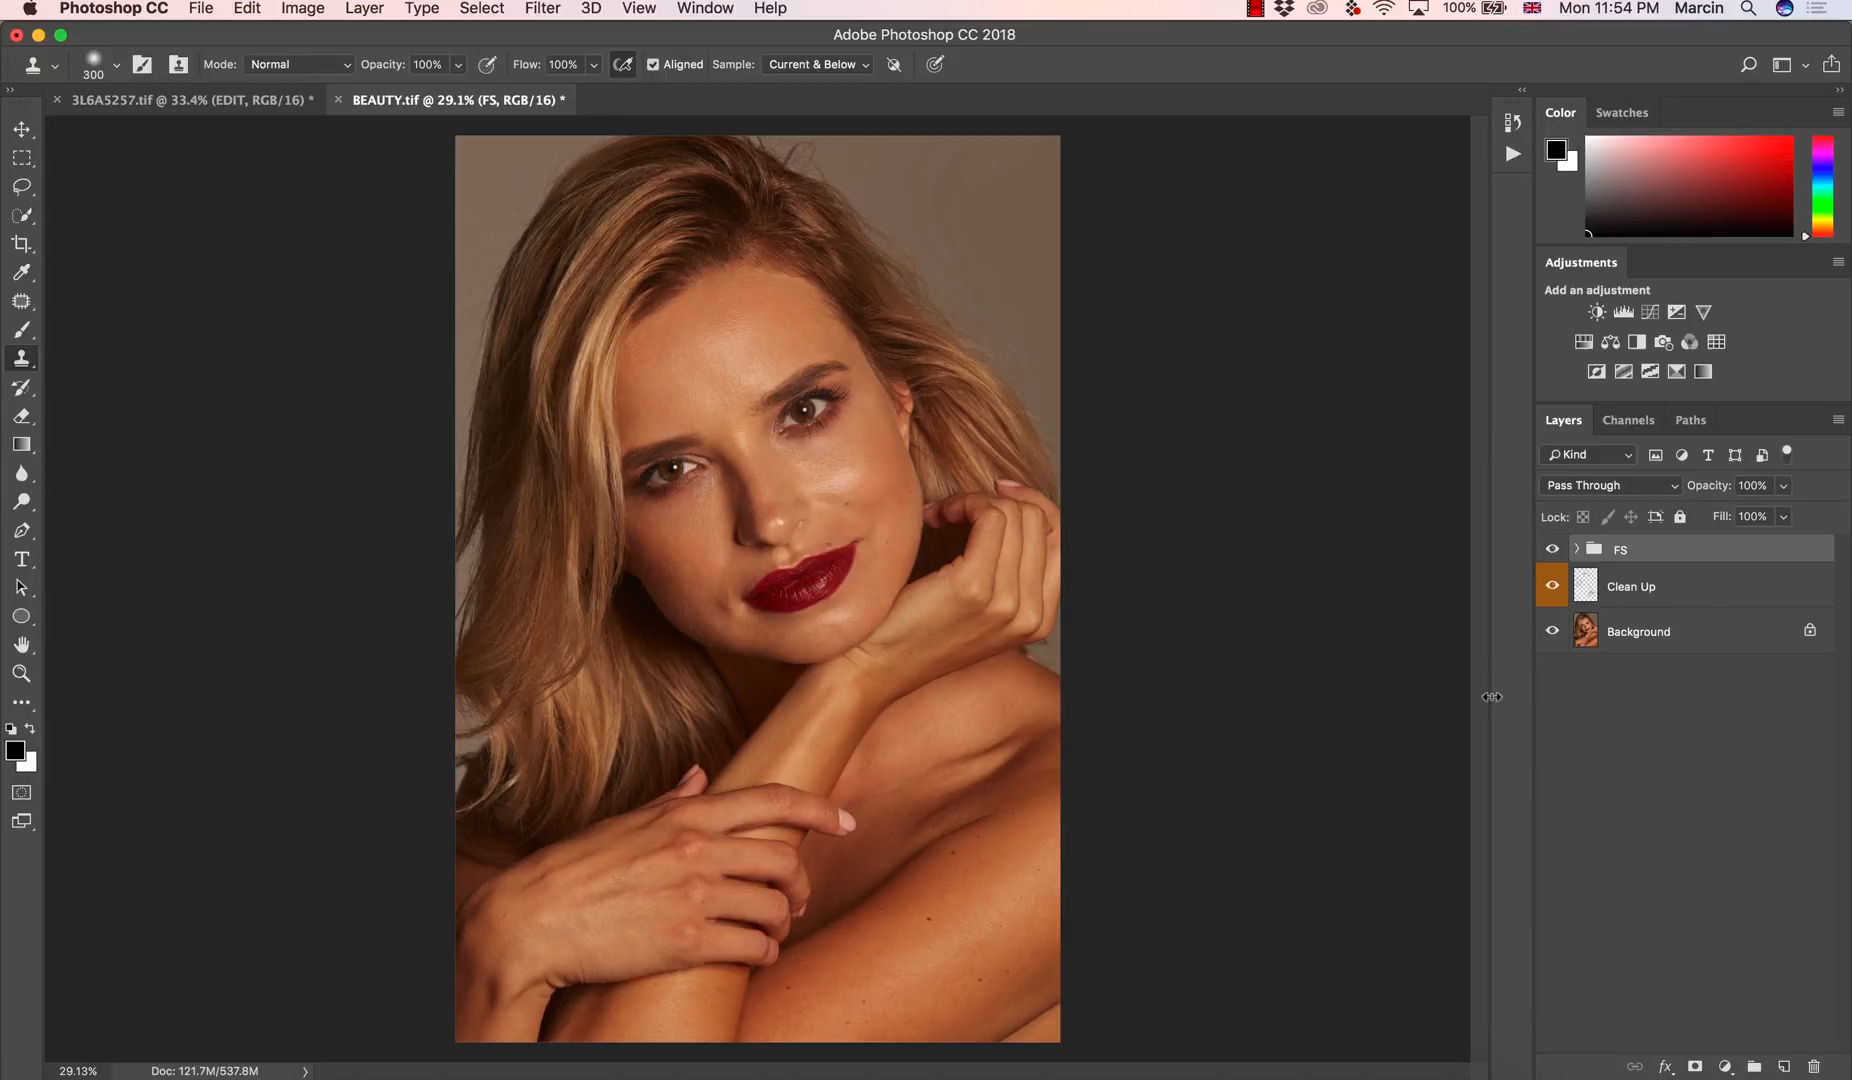 Photoshop CC File Edit Image Layer Type Select Filter 3D View Window Help 100% Mon 11:54 PM Marcin
Adobe Photoshop CC 2018
300 Mode: Normal Opacity: 100% Flow: 100% Aligned Sample: Current & Below
3L6A5257.tif @ 33.4% (EDIT, RGB/16) * BEAUTY.tif @ 29.1% (FS, RGB/16) *
Color Swatches
Adjustments
Add an adjustment
Layers Channels Paths
Kind
Pass Through Opacity: 100%
Lock: Fill: 100%
FS
Clean Up
Background
29.13% Doc: 121.7M/537.8M